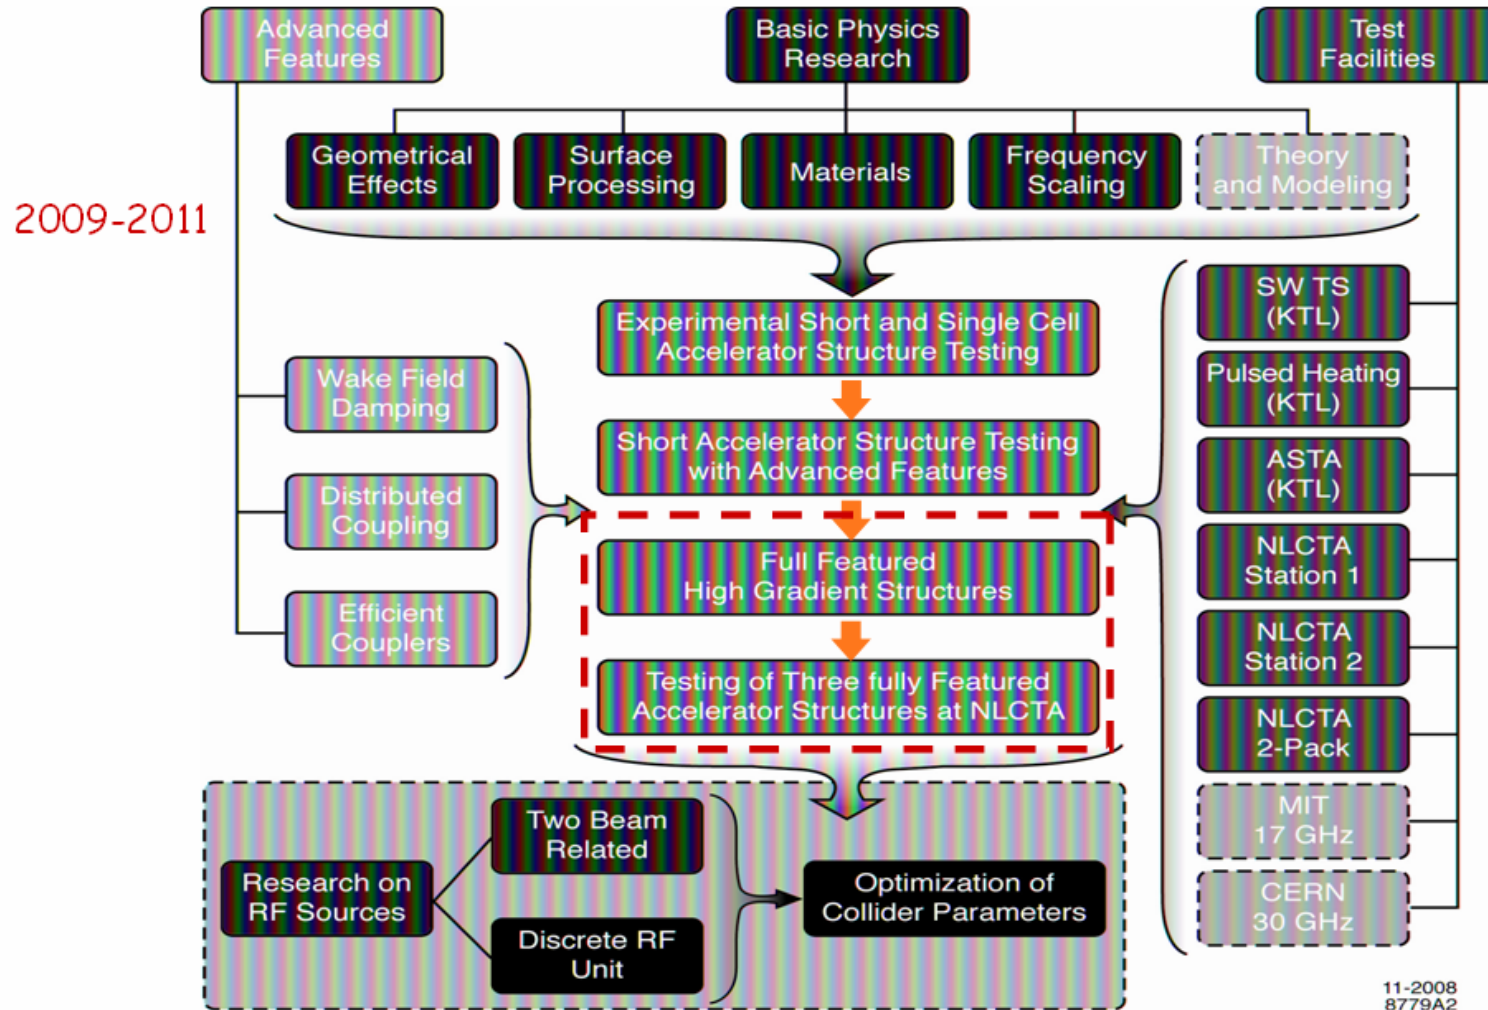 Advanced
Features
Basic Physics
Research
Test
Facilities
Geometrical
Effects
Surface
Processing
Materials
Frequency
Scaling
Theory
and Modeling
2009-2011
Experimental Short and Single Cell
Accelerator Structure Testing
Short Accelerator Structure Testing
with Advanced Features
Full Featured
High Gradient Structures
Testing of Three fully Featured
Accelerator Structures at NLCTA
Wake Field
Damping
Distributed
Coupling
Efficient
Couplers
SW TS
(KTL)
Pulsed Heating
(KTL)
ASTA
(KTL)
NLCTA
Station 1
NLCTA
Station 2
NLCTA
2-Pack
MIT
17 GHz
CERN
30 GHz
Research on
RF Sources
Two Beam
Related
Discrete RF
Unit
Optimization of
Collider Parameters
11-2008
8779A2